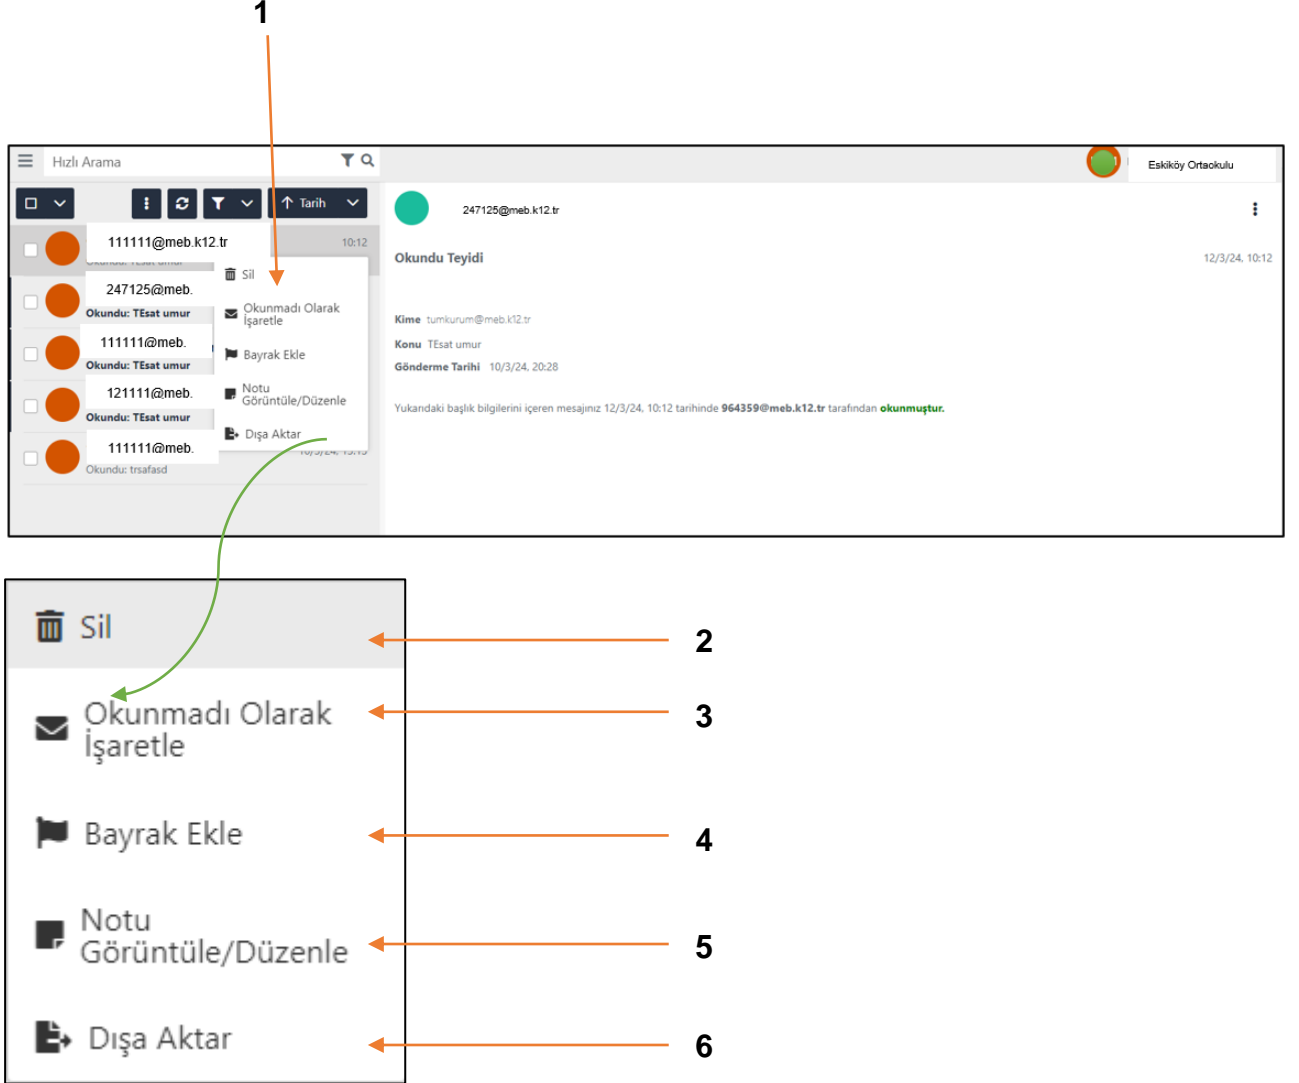 1
Hızlı Arama
Eskiköy Ortaokulu
Tarih
111111@meb.k12.tr
10:12
247125@meb.
Okundu: TEsat umur
111111@meb.
Okundu: TEsat umur
121111@meb.
Okundu: TEsat umur
111111@meb.
Okundu: trsafasd
Sil
Okunmadı Olarak
İşaretle
Bayrak Ekle
Notu
Görüntüle/Düzenle
Dışa Aktar
247125@meb.k12.tr
Okundu Teyidi
12/3/24, 10:12
Kime tumkurum@meb.k12.tr
Konu TEsat umur
Gönderme Tarihi 10/3/24, 20:28
Yukarıdaki başlık bilgilerini içeren mesajınız 12/3/24, 10:12 tarihinde 964359@meb.k12.tr tarafından okunmuştur.
Sil
2
Okunmadı Olarak
İşaretle
3
Bayrak Ekle
4
Notu
Görüntüle/Düzenle
5
Dışa Aktar
6